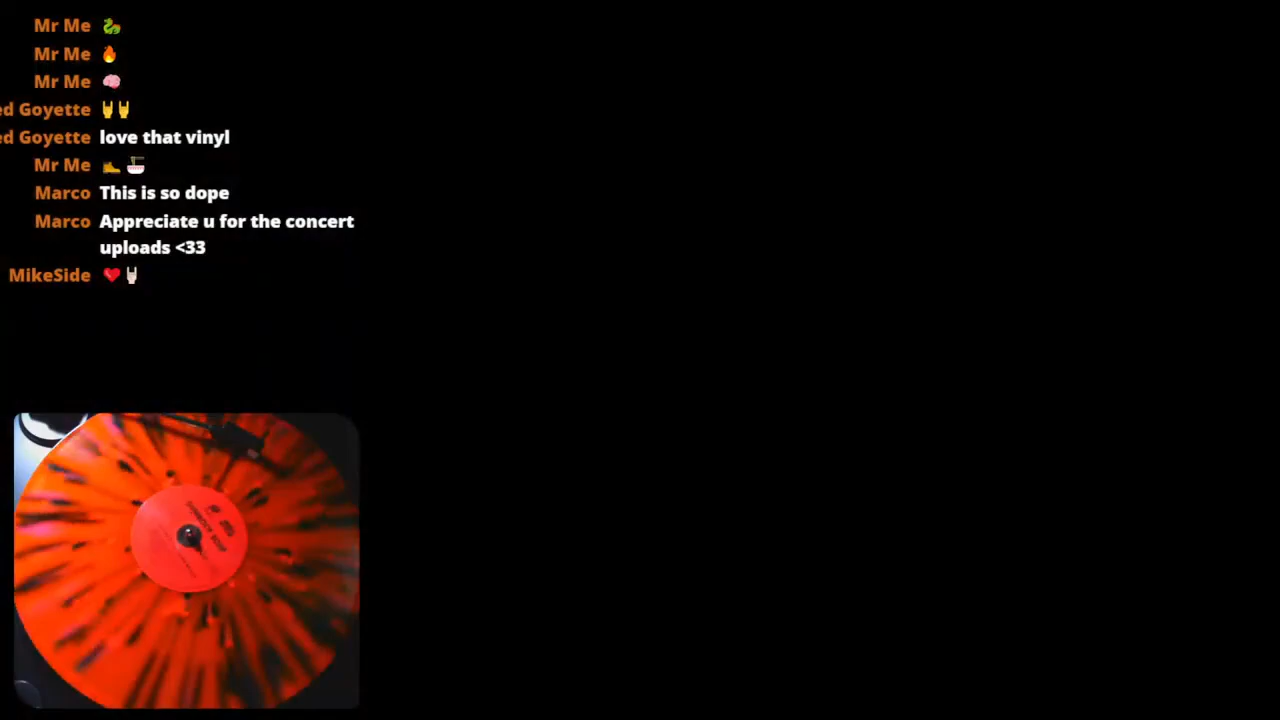 Mr Me 🐉
Mr Me 🔥
Mr Me 🧠
ed Goyette 🤘🤘
ed Goyette love that vinyl
Mr Me 🥾 🍜
Marco This is so dope
Marco Appreciate u for the concert
uploads <33
MikeSide ❤️🤘🏻